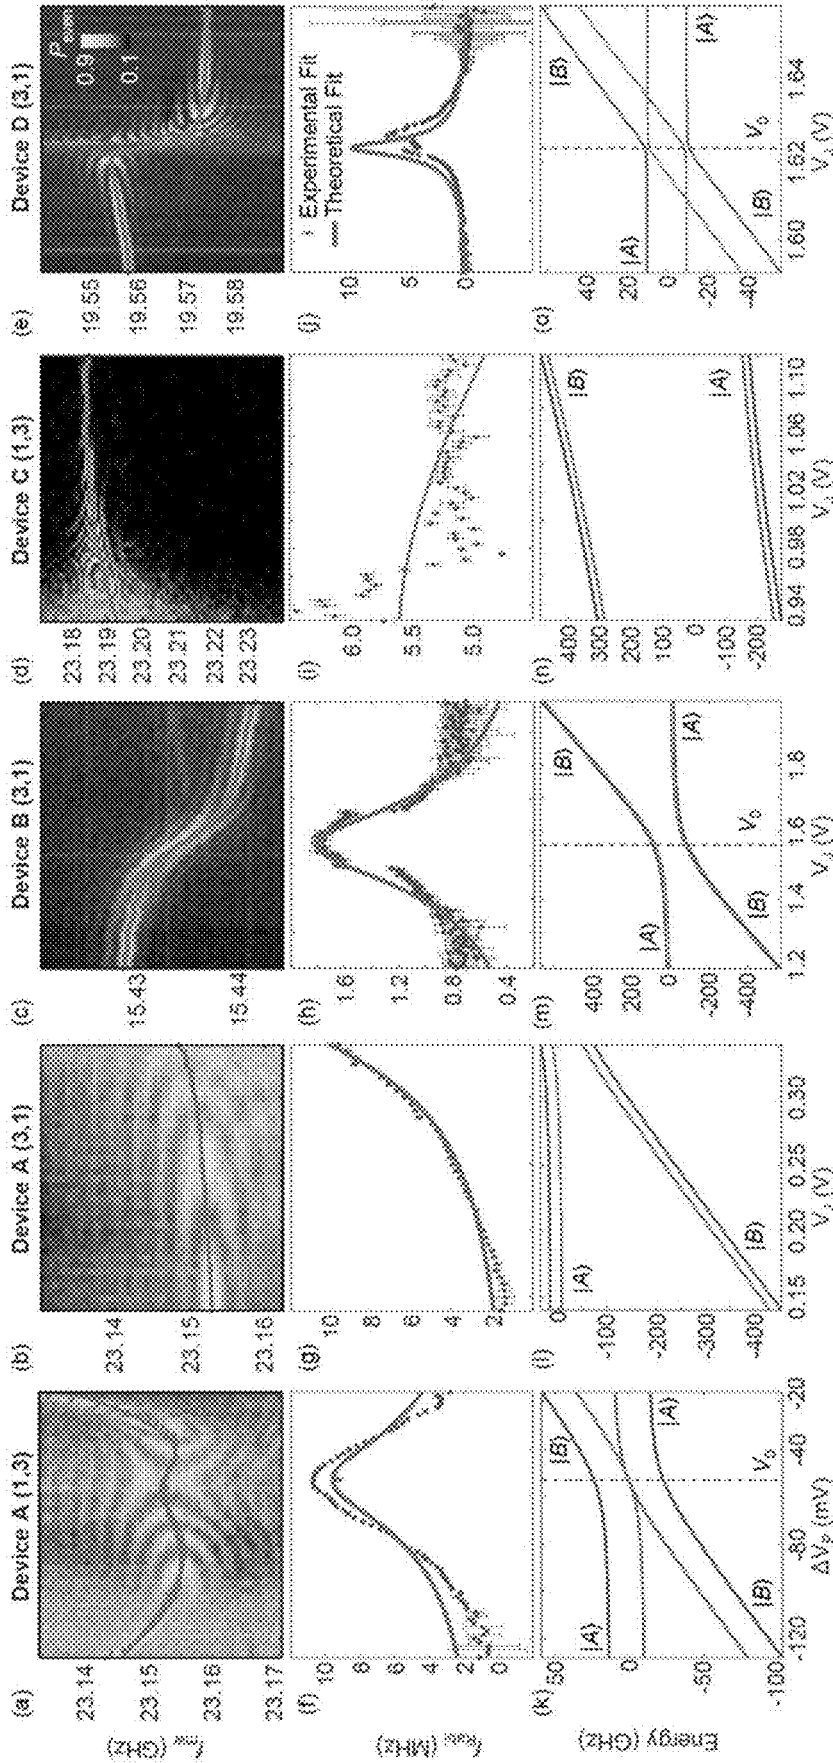 Device A (1,3)
Device A (3,1)
Device B (3,1)
Device C (1,3)
Device D (3,1)
(a)
23.14
23.15
23.16
23.17
(b)
23.14
23.15
23.16
(c)
15.43
15.44
(d)
23.18
23.19
23.20
23.21
23.22
23.23
(e)
19.55
19.56
19.57
19.58
0.9
0.1
(f)
10
8
6
4
2
0
(g)
10
8
6
4
2
(h)
1.6
1.2
0.8
0.4
(i)
6.0
5.5
5.0
(j)
10
5
0
Experimental Fit
Theoretical Fit
Energy (GHz)
(k)
50
0
-50
-100
|A⟩
|B⟩
|B⟩
|A⟩
V₀
-120
-80
-40
-20
(l)
0
-100
-200
-300
-400
|A⟩
|B⟩
0.15
0.20
0.25
0.30
(m)
400
200
0
-200
-400
|A⟩
|B⟩
|B⟩
|A⟩
V₀
1.2
1.4
1.6
1.8
(n)
400
300
200
100
0
-100
-200
|B⟩
|A⟩
0.94
0.98
1.02
1.06
1.10
40
20
0
-20
-40
|A⟩
|B⟩
|B⟩
|A⟩
V₀
1.60
1.62
1.64